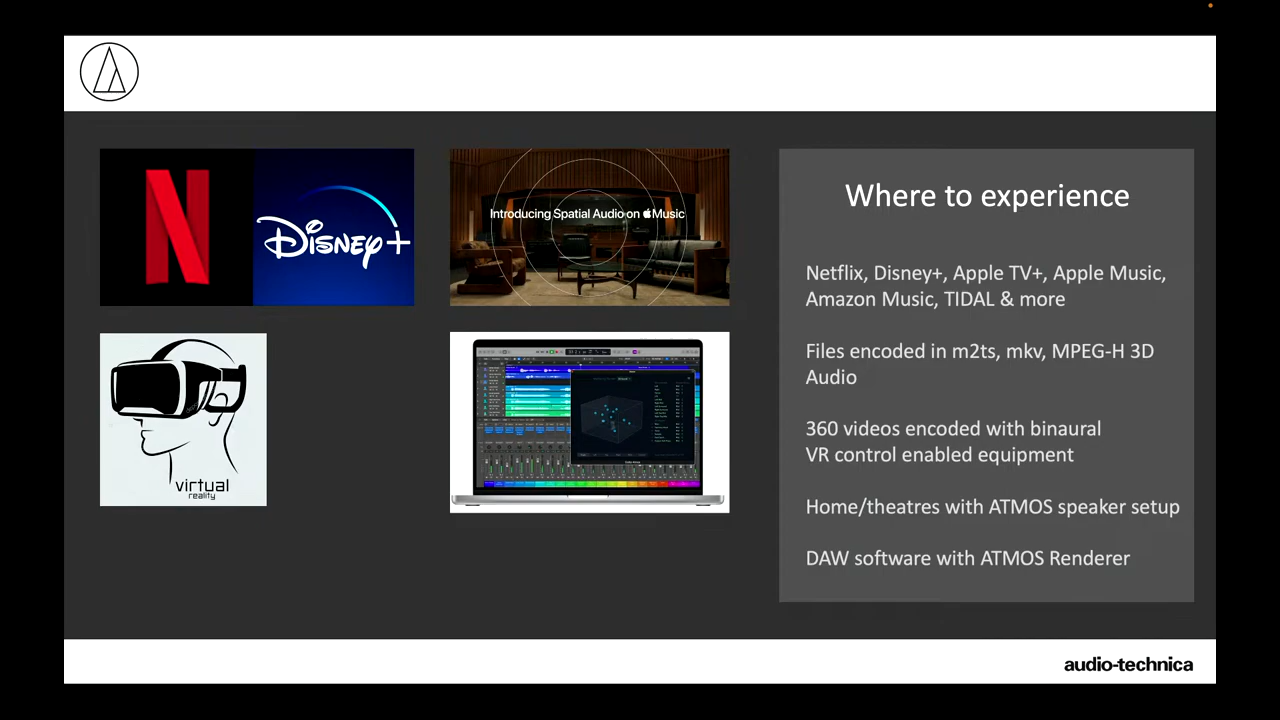 N
Disney+
Introducing Spatial Audio on Music
virtual
reality
Where to experience
Netflix, Disney+, Apple TV+, Apple Music,
Amazon Music, TIDAL & more
Files encoded in m2ts, mkv, MPEG-H 3D
Audio
360 videos encoded with binaural
VR control enabled equipment
Home/theatres with ATMOS speaker setup
DAW software with ATMOS Renderer
audio-technica